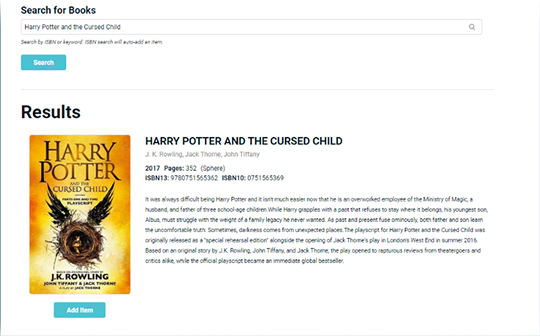 Search for Books
Harry Potter and the Cursed Child
Search by ISBN or keyword. ISBN search will auto-add an item.
Search
Results
HARRY POTTER AND THE CURSED CHILD
J. K. Rowling, Jack Thorne, John Tiffany
2017 Pages: 352 (Sphere)
ISBN13: 9780751565362 ISBN10: 0751565369
It was always difficult being Harry Potter and it isn't much easier now that he is an overworked employee of the Ministry of Magic, a
husband, and father of three school-age children While Harry grapples with a past that refuses to stay where it belongs, his youngest son,
Albus, must struggle with the weight of a family legacy he never wanted. As past and present fuse ominously, both father and son learn
the uncomfortable truth: Sometimes, darkness comes from unexpected places.The playscript for Harry Potter and the Cursed Child was
originally released as a "special rehearsal edition" alongside the opening of Jack Thorne's play in London's West End in summer 2016.
Based on an original story by J.K. Rowling, John Tiffany, and Jack Thorne, the play opened to rapturous reviews from theatergoers and
critics alike, while the official playscript became an immediate global bestseller.
HARRY
POTTER
AND THE
CURSED CHILD
PARTS ONE AND TWO
PLAYSCRIPT
J.K. ROWLING
JOHN TIFFANY & JACK THORNE
A PLAY BY JACK THORNE
Add Item